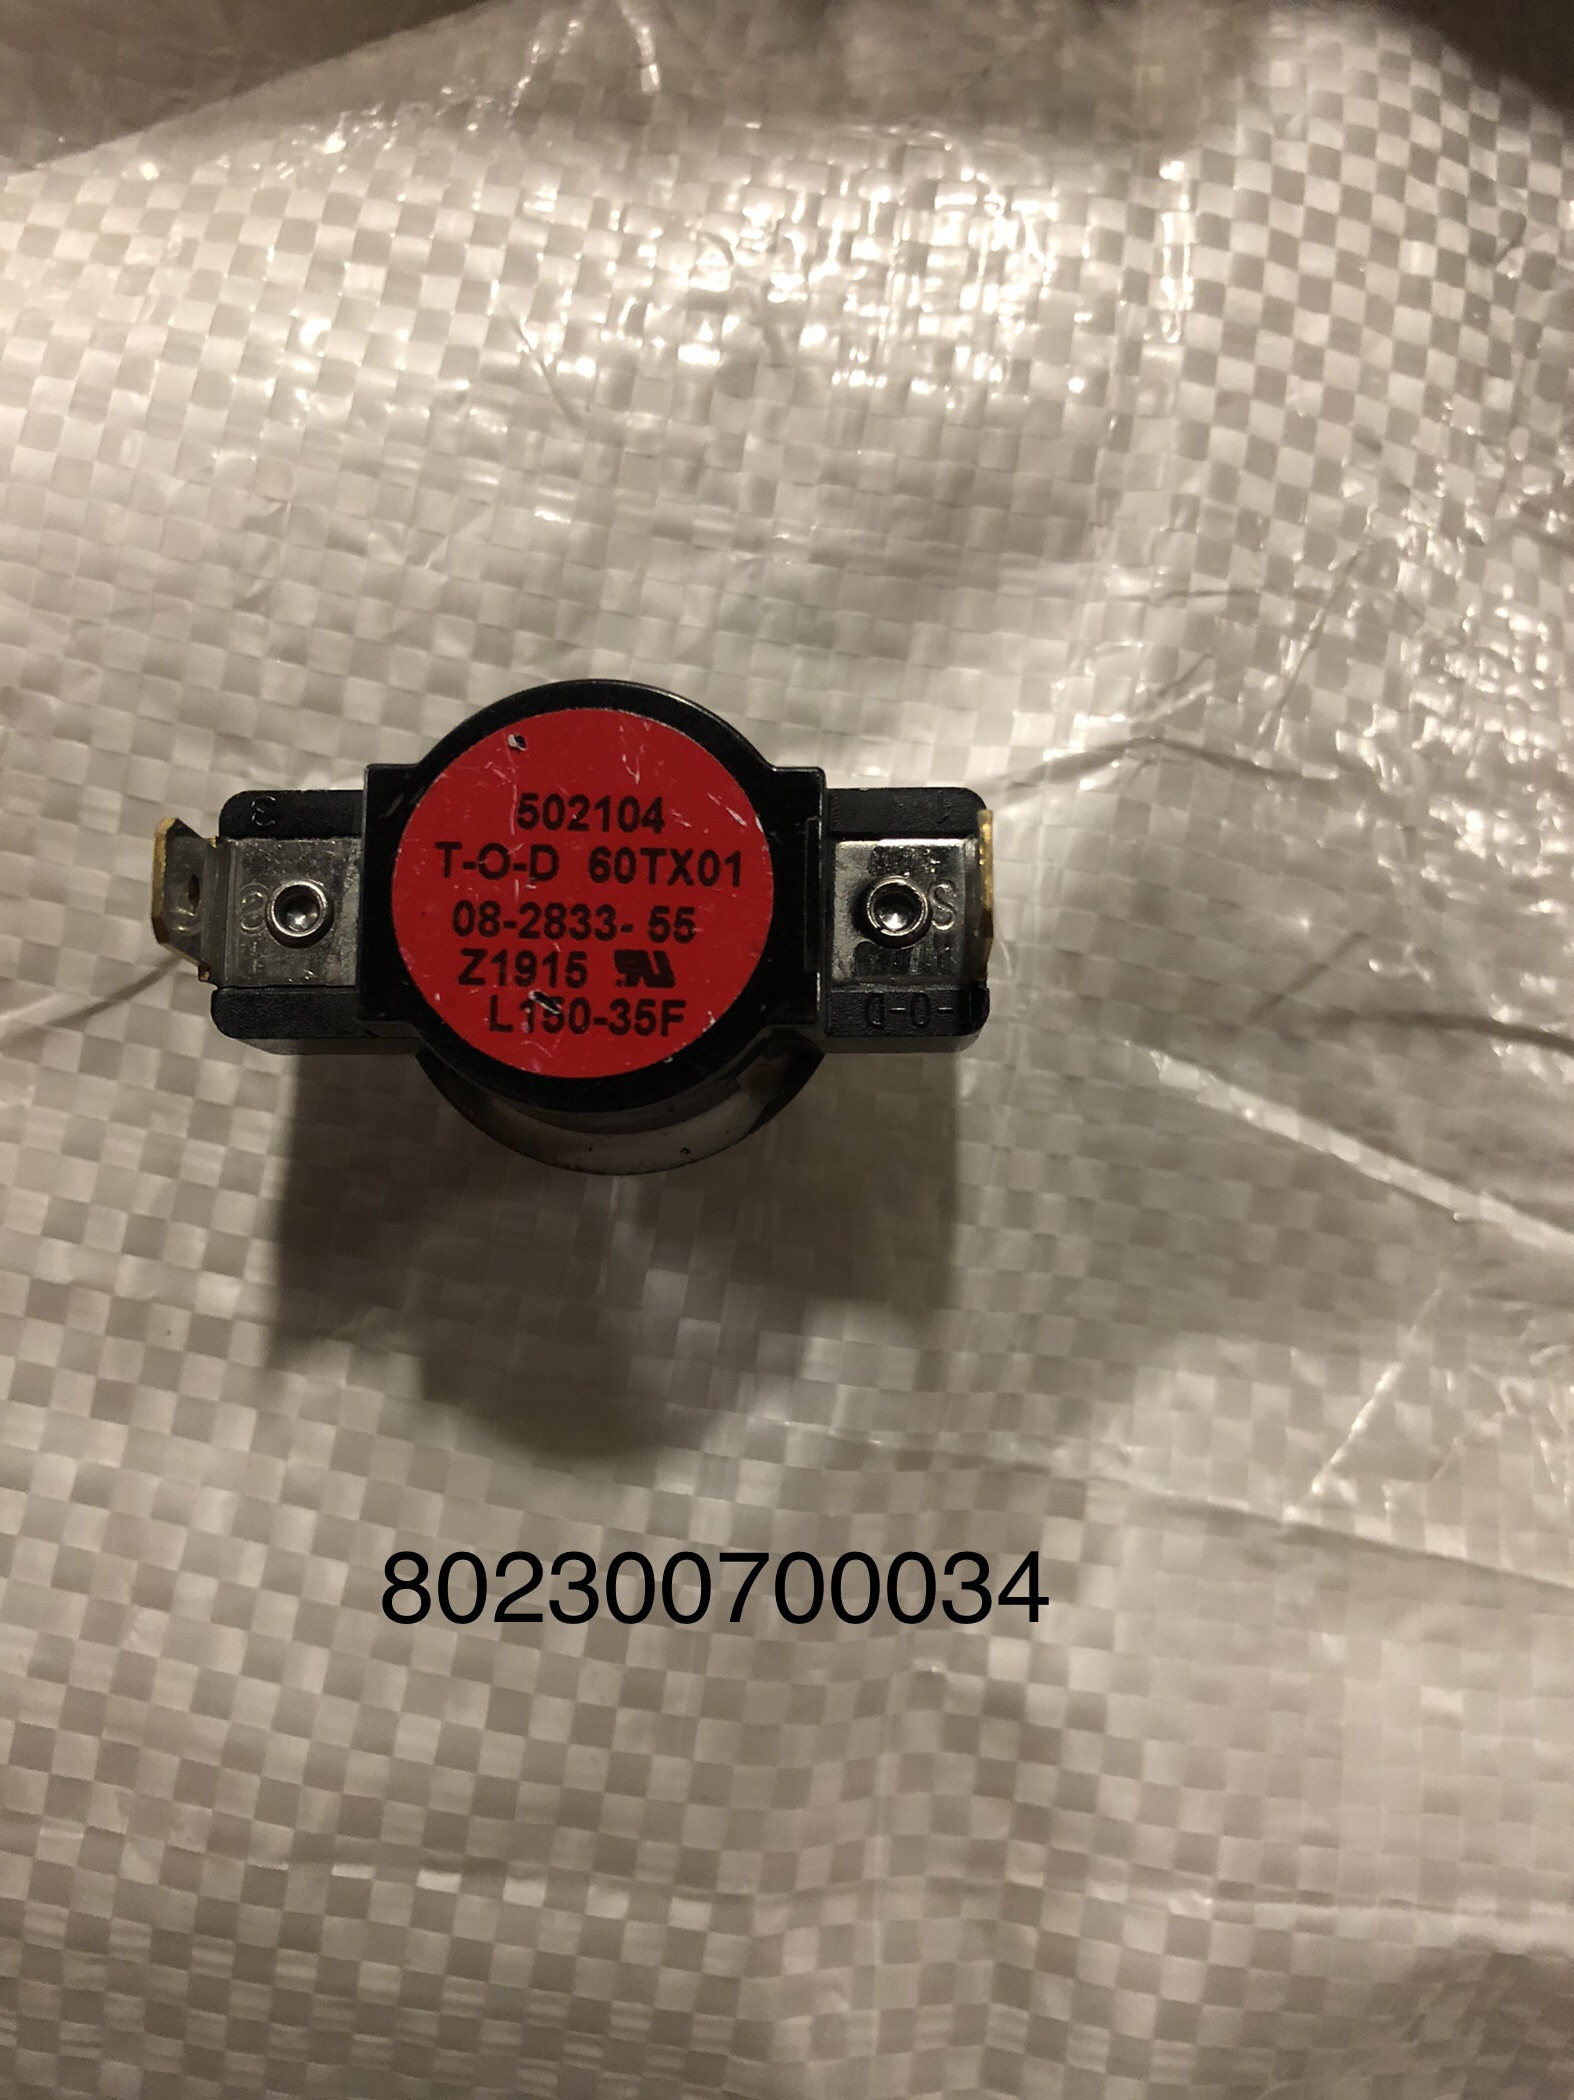 502104
T-O-D 60TX01
08-2833- 55
Z1915
L150-35F
802300700034